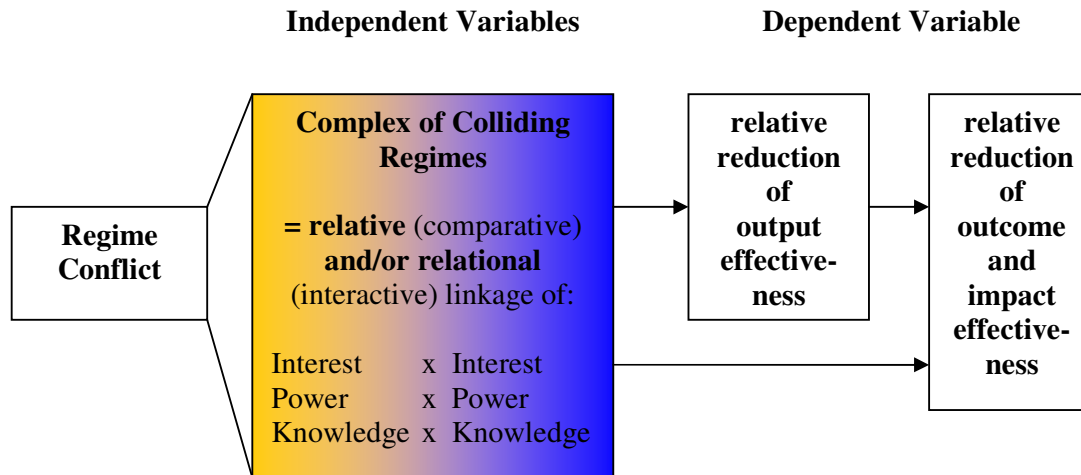 Independent Variables
Dependent Variable
Regime
Conflict
Complex of Colliding
Regimes
= relative (comparative)
and/or relational
(interactive) linkage of:
Interest x Interest
Power x Power
Knowledge x Knowledge
relative
reduction
of
output
effective-
ness
relative
reduction
of
outcome
and
impact
effective-
ness